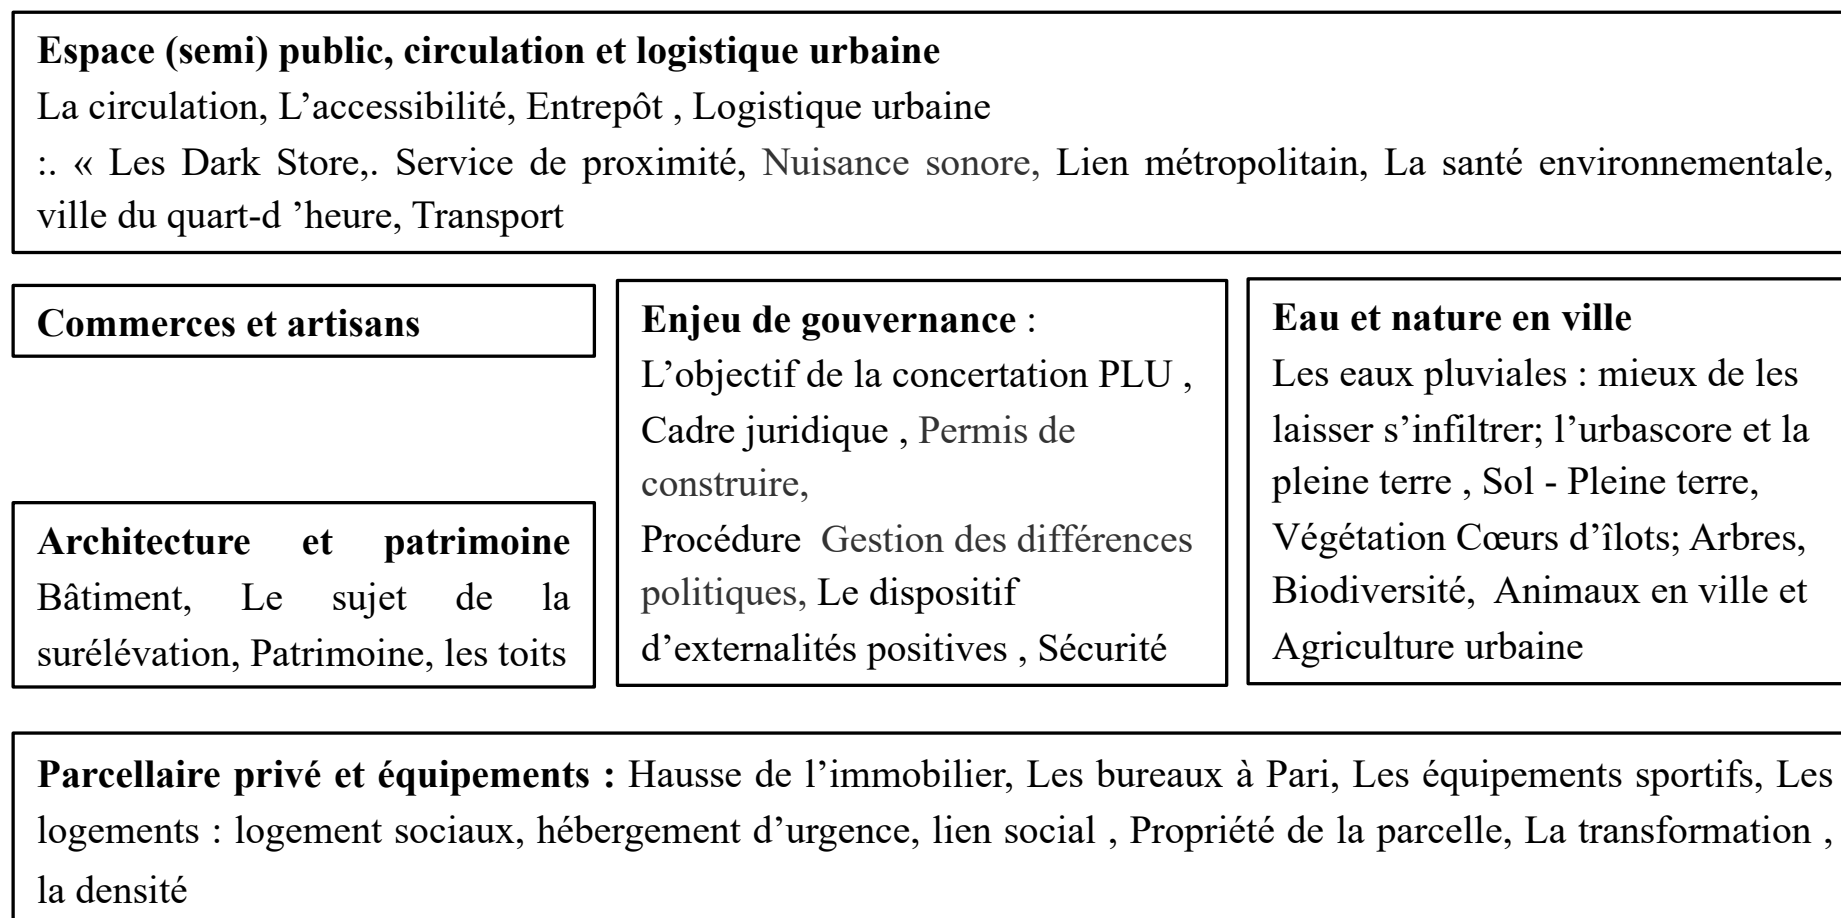 Espace (semi) public, circulation et logistique urbaine
La circulation, L’accessibilité, Entrepôt , Logistique urbaine
:. « Les Dark Store,. Service de proximité, Nuisance sonore, Lien métropolitain, La santé environnementale,
ville du quart-d ’heure, Transport
Commerces et artisans
Architecture et patrimoine
Bâtiment, Le sujet de la
surélévation, Patrimoine, les toits
Enjeu de gouvernance :
L’objectif de la concertation PLU ,
Cadre juridique , Permis de
construire,
Procédure  Gestion des différences
politiques, Le dispositif
d’externalités positives , Sécurité
Eau et nature en ville
Les eaux pluviales : mieux de les
laisser s’infiltrer; l’urbascore et la
pleine terre , Sol - Pleine terre,
Végétation Cœurs d’îlots; Arbres,
Biodiversité,  Animaux en ville et
Agriculture urbaine
Parcellaire privé et équipements : Hausse de l’immobilier, Les bureaux à Pari, Les équipements sportifs, Les
logements : logement sociaux, hébergement d’urgence, lien social , Propriété de la parcelle, La transformation ,
la densité